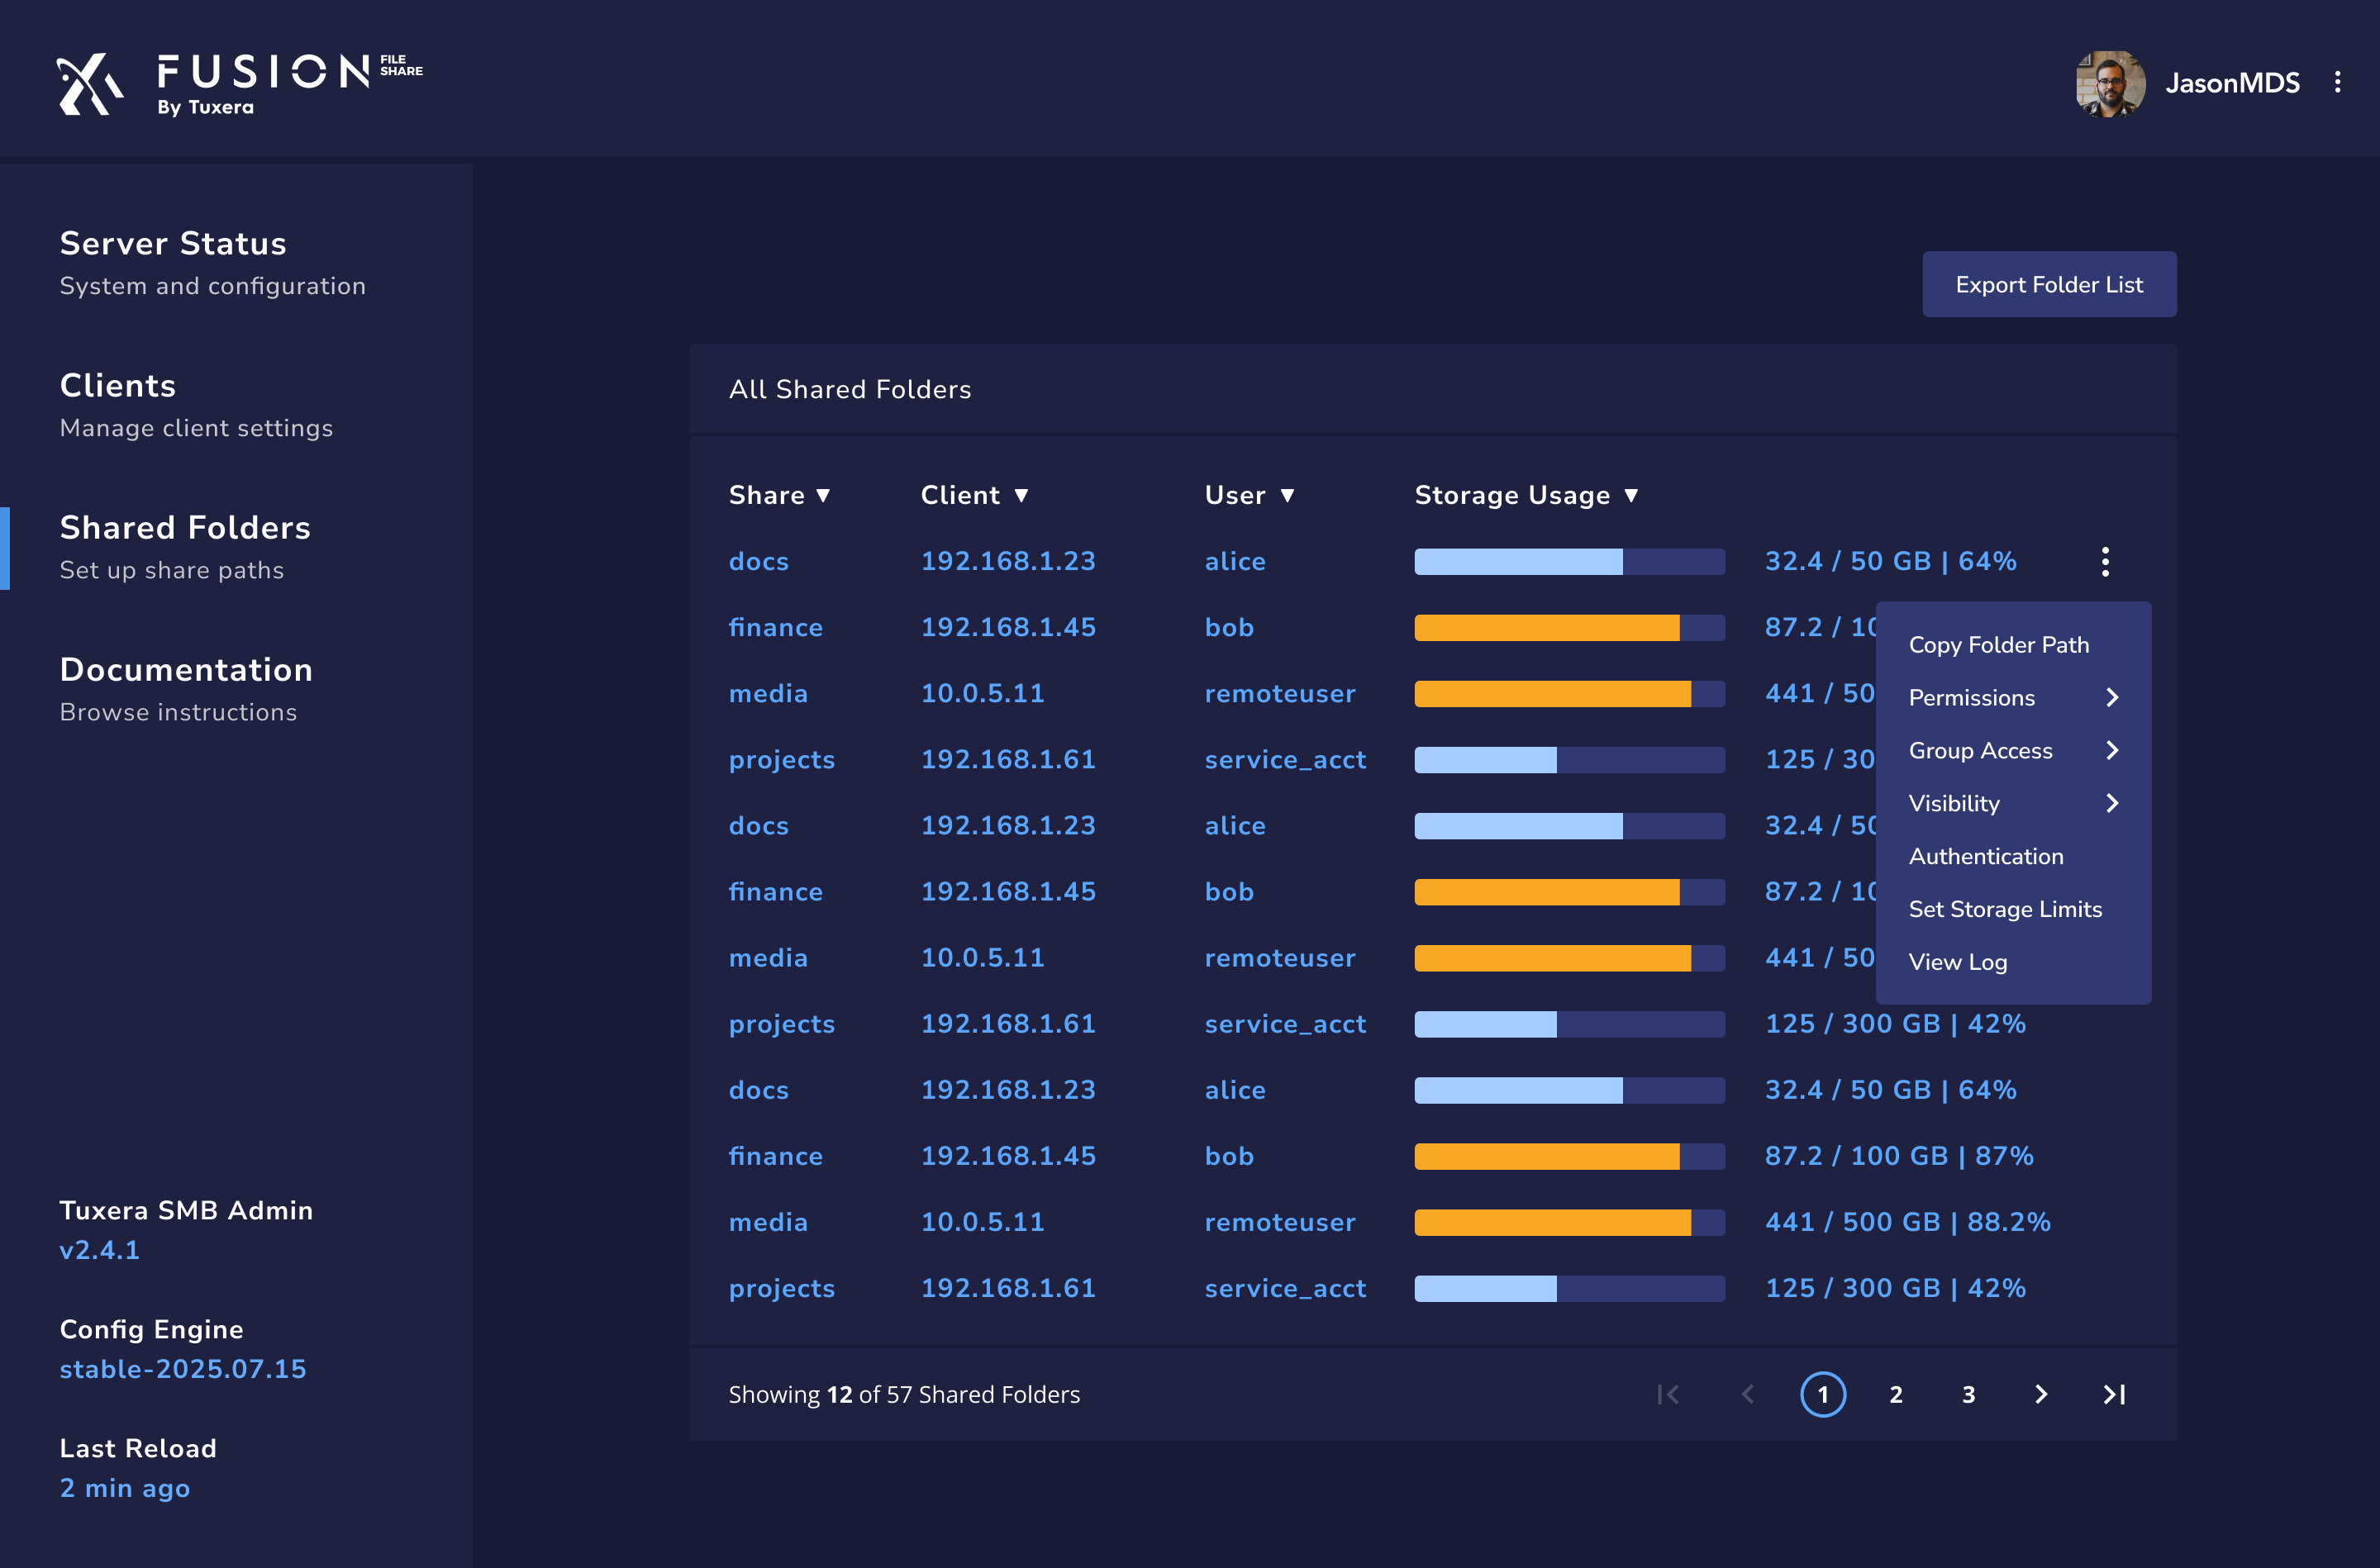 FUSION FILE SHARE
By Tuxera
JasonMDS
Server Status
System and configuration
Clients
Manage client settings
Shared Folders
Set up share paths
Documentation
Browse instructions
Tuxera SMB Admin
v2.4.1
Config Engine
stable-2025.07.15
Last Reload
2 min ago
Export Folder List
All Shared Folders
Share ▼ Client ▼ User ▼ Storage Usage ▼
docs 192.168.1.23 alice 32.4 / 50 GB | 64%
finance 192.168.1.45 bob 87.2 / 10
media 10.0.5.11 remoteuser 441 / 50
projects 192.168.1.61 service_acct 125 / 30
docs 192.168.1.23 alice 32.4 / 50
finance 192.168.1.45 bob 87.2 / 10
media 10.0.5.11 remoteuser 441 / 50
projects 192.168.1.61 service_acct 125 / 300 GB | 42%
docs 192.168.1.23 alice 32.4 / 50 GB | 64%
finance 192.168.1.45 bob 87.2 / 100 GB | 87%
media 10.0.5.11 remoteuser 441 / 500 GB | 88.2%
projects 192.168.1.61 service_acct 125 / 300 GB | 42%
Copy Folder Path
Permissions
Group Access
Visibility
Authentication
Set Storage Limits
View Log
Showing 12 of 57 Shared Folders
1 2 3